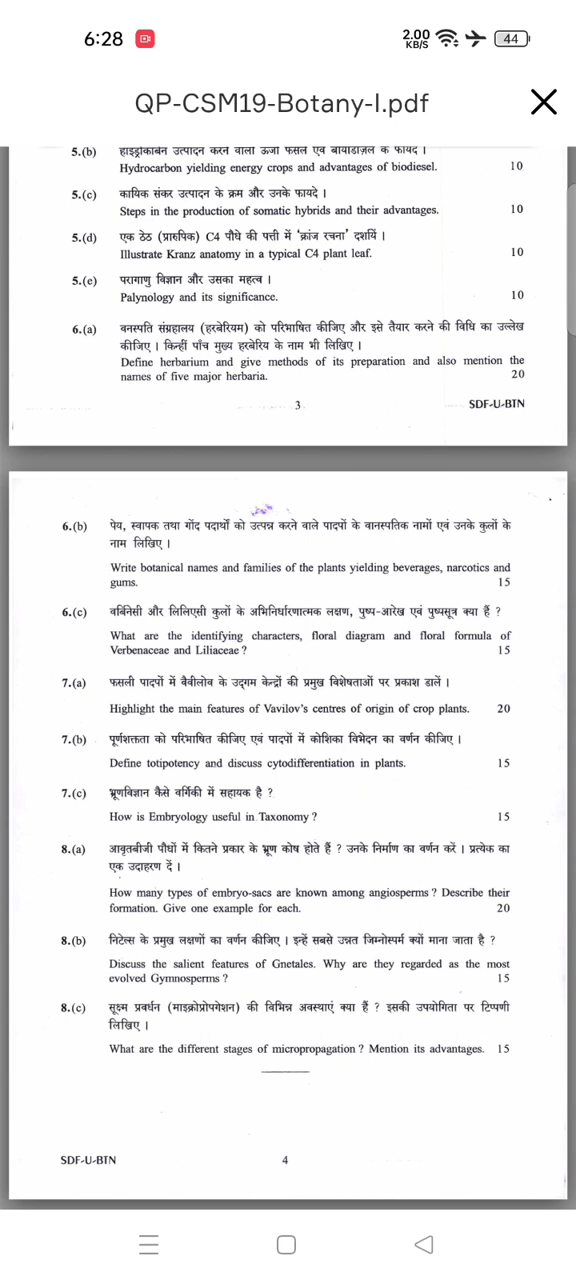 6:28
2.00
KB/S
44
QP-CSM19-Botany-I.pdf
5.(b) हाइड्रोकार्बन उत्पादन करने वाली ऊर्जा फसलें एवं बायोडीज़ल के फायदे ।
Hydrocarbon yielding energy crops and advantages of biodiesel. 10
5.(c) कायिक संकर उत्पादन के क्रम और उनके फायदे ।
Steps in the production of somatic hybrids and their advantages. 10
5.(d) एक ठेठ (प्रारूपिक) C4 पौधे की पत्ती में ‘क्रांज रचना’ दर्शायें ।
Illustrate Kranz anatomy in a typical C4 plant leaf. 10
5.(e) परागाणु विज्ञान और उसका महत्व ।
Palynology and its significance. 10
6.(a) वनस्पति संग्रहालय (हरबेरियम) को परिभाषित कीजिए और इसे तैयार करने की विधि का उल्लेख
कीजिए । किन्हीं पाँच मुख्य हरबेरिय के नाम भी लिखिए ।
Define herbarium and give methods of its preparation and also mention the
names of five major herbaria. 20
3 SDF-U-BTN
6.(b) पेय, स्वापक तथा गोंद पदार्थों को उत्पन्न करने वाले पादपों के वानस्पतिक नामों एवं उनके कुलों के
नाम लिखिए ।
Write botanical names and families of the plants yielding beverages, narcotics and
gums. 15
6.(c) वर्बिनेसी और लिलिएसी कुलों के अभिनिर्धारणात्मक लक्षण, पुष्प-आरेख एवं पुष्पसूत्र क्या हैं ?
What are the identifying characters, floral diagram and floral formula of
Verbenaceae and Liliaceae ? 15
7.(a) फसली पादपों में वैवीलोव के उद्गम केन्द्रों की प्रमुख विशेषताओं पर प्रकाश डालें ।
Highlight the main features of Vavilov’s centres of origin of crop plants. 20
7.(b) पूर्णशक्तता को परिभाषित कीजिए एवं पादपों में कोशिका विभेदन का वर्णन कीजिए ।
Define totipotency and discuss cytodifferentiation in plants. 15
7.(c) भ्रूणविज्ञान कैसे वर्गिकी में सहायक है ?
How is Embryology useful in Taxonomy ? 15
8.(a) आवृतबीजी पौधों में कितने प्रकार के भ्रूण कोष होते हैं ? उनके निर्माण का वर्णन करें । प्रत्येक का
एक उदाहरण दें ।
How many types of embryo-sacs are known among angiosperms ? Describe their
formation. Give one example for each. 20
8.(b) निटेल्स के प्रमुख लक्षणों का वर्णन कीजिए । इन्हें सबसे उन्नत जिम्नोस्पर्म क्यों माना जाता है ?
Discuss the salient features of Gnetales. Why are they regarded as the most
evolved Gymnosperms ? 15
8.(c) सूक्ष्म प्रवर्धन (माइक्रोप्रोपगेशन) की विभिन्न अवस्थाएं क्या हैं ? इसकी उपयोगिता पर टिप्पणी
लिखिए ।
What are the different stages of micropropagation ? Mention its advantages. 15
SDF-U-BTN 4